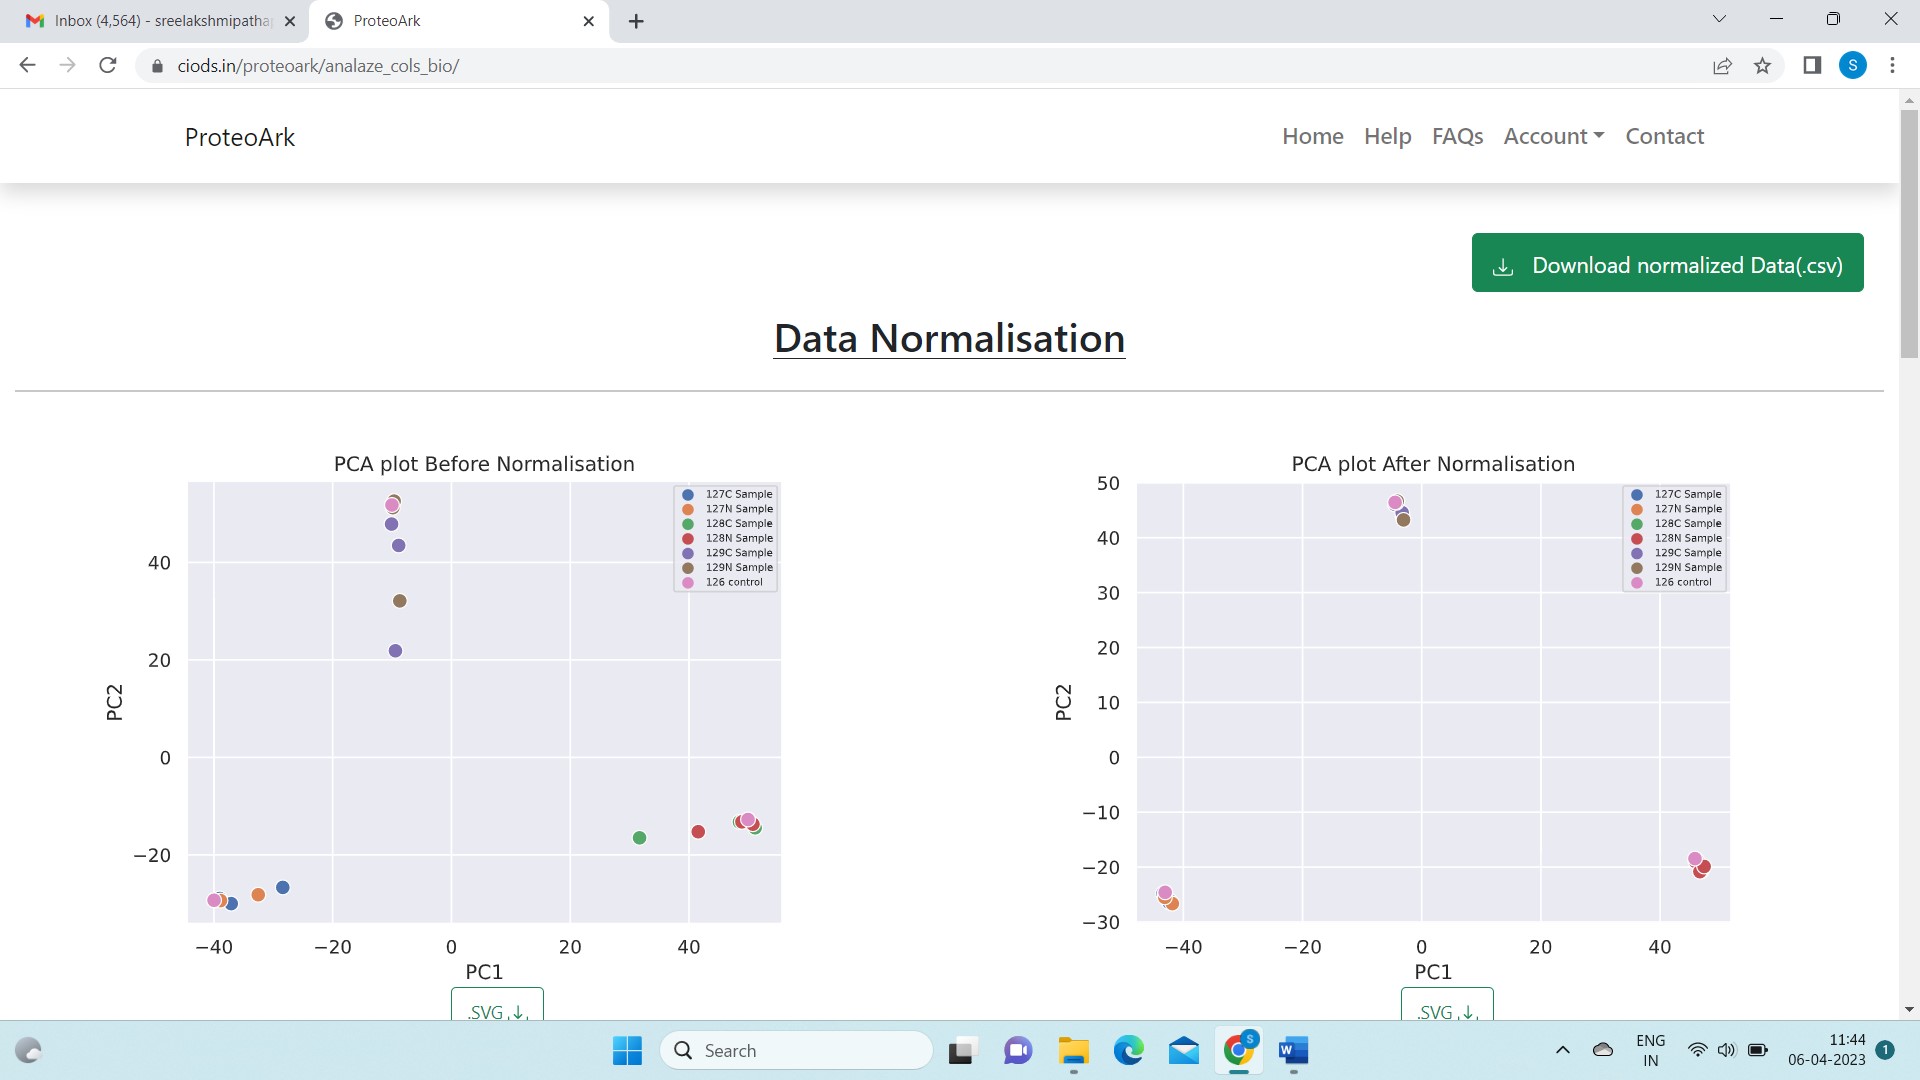 Inbox (4,564) - sreelakshmipatha
ProteoArk
ciods.in/proteoark/analaze_cols_bio/
S
ProteoArk
Home Help FAQs Account Contact
Download normalized Data(.csv)
Data Normalisation
PCA plot Before Normalisation
127C Sample
127N Sample
128C Sample
128N Sample
129C Sample
129N Sample
126 control
40
20
0
−20
PC2
−40 −20 0 20 40
PC1
.SVG
PCA plot After Normalisation
127C Sample
127N Sample
128C Sample
128N Sample
129C Sample
129N Sample
126 control
50
40
30
20
10
0
−10
−20
−30
PC2
−40 −20 0 20 40
PC1
.SVG
Search
S
W
ENG
IN
11:44
06-04-2023
1